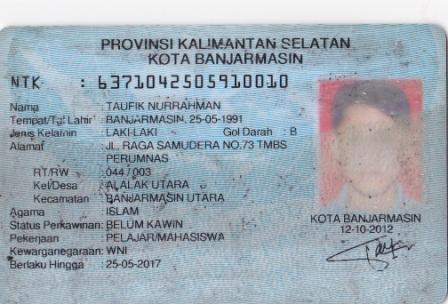 PROVINSI KALIMANTAN SELATAN
KOTA BANJARMASIN
NTK : 6371042505910010
Nama : TAUFIK NURRAHMAN
Tempat/Tgl Lahir : BANJARMASIN, 25-05-1991
Jenis Kelamin : LAKI-LAKI Gol Darah : B
Alamat : JL. RAGA SAMUDERA NO.73 TMBS
PERUMNAS
RT/RW : 044/003
Kel/Desa : ALALAK UTARA
Kecamatan : BANJARMASIN UTARA
Agama : ISLAM
Status Perkawinan: BELUM KAWIN
Pekerjaan : PELAJAR/MAHASISWA
Kewarganegaraan: WNI
Berlaku Hingga : 25-05-2017
KOTA BANJARMASIN
12-10-2012